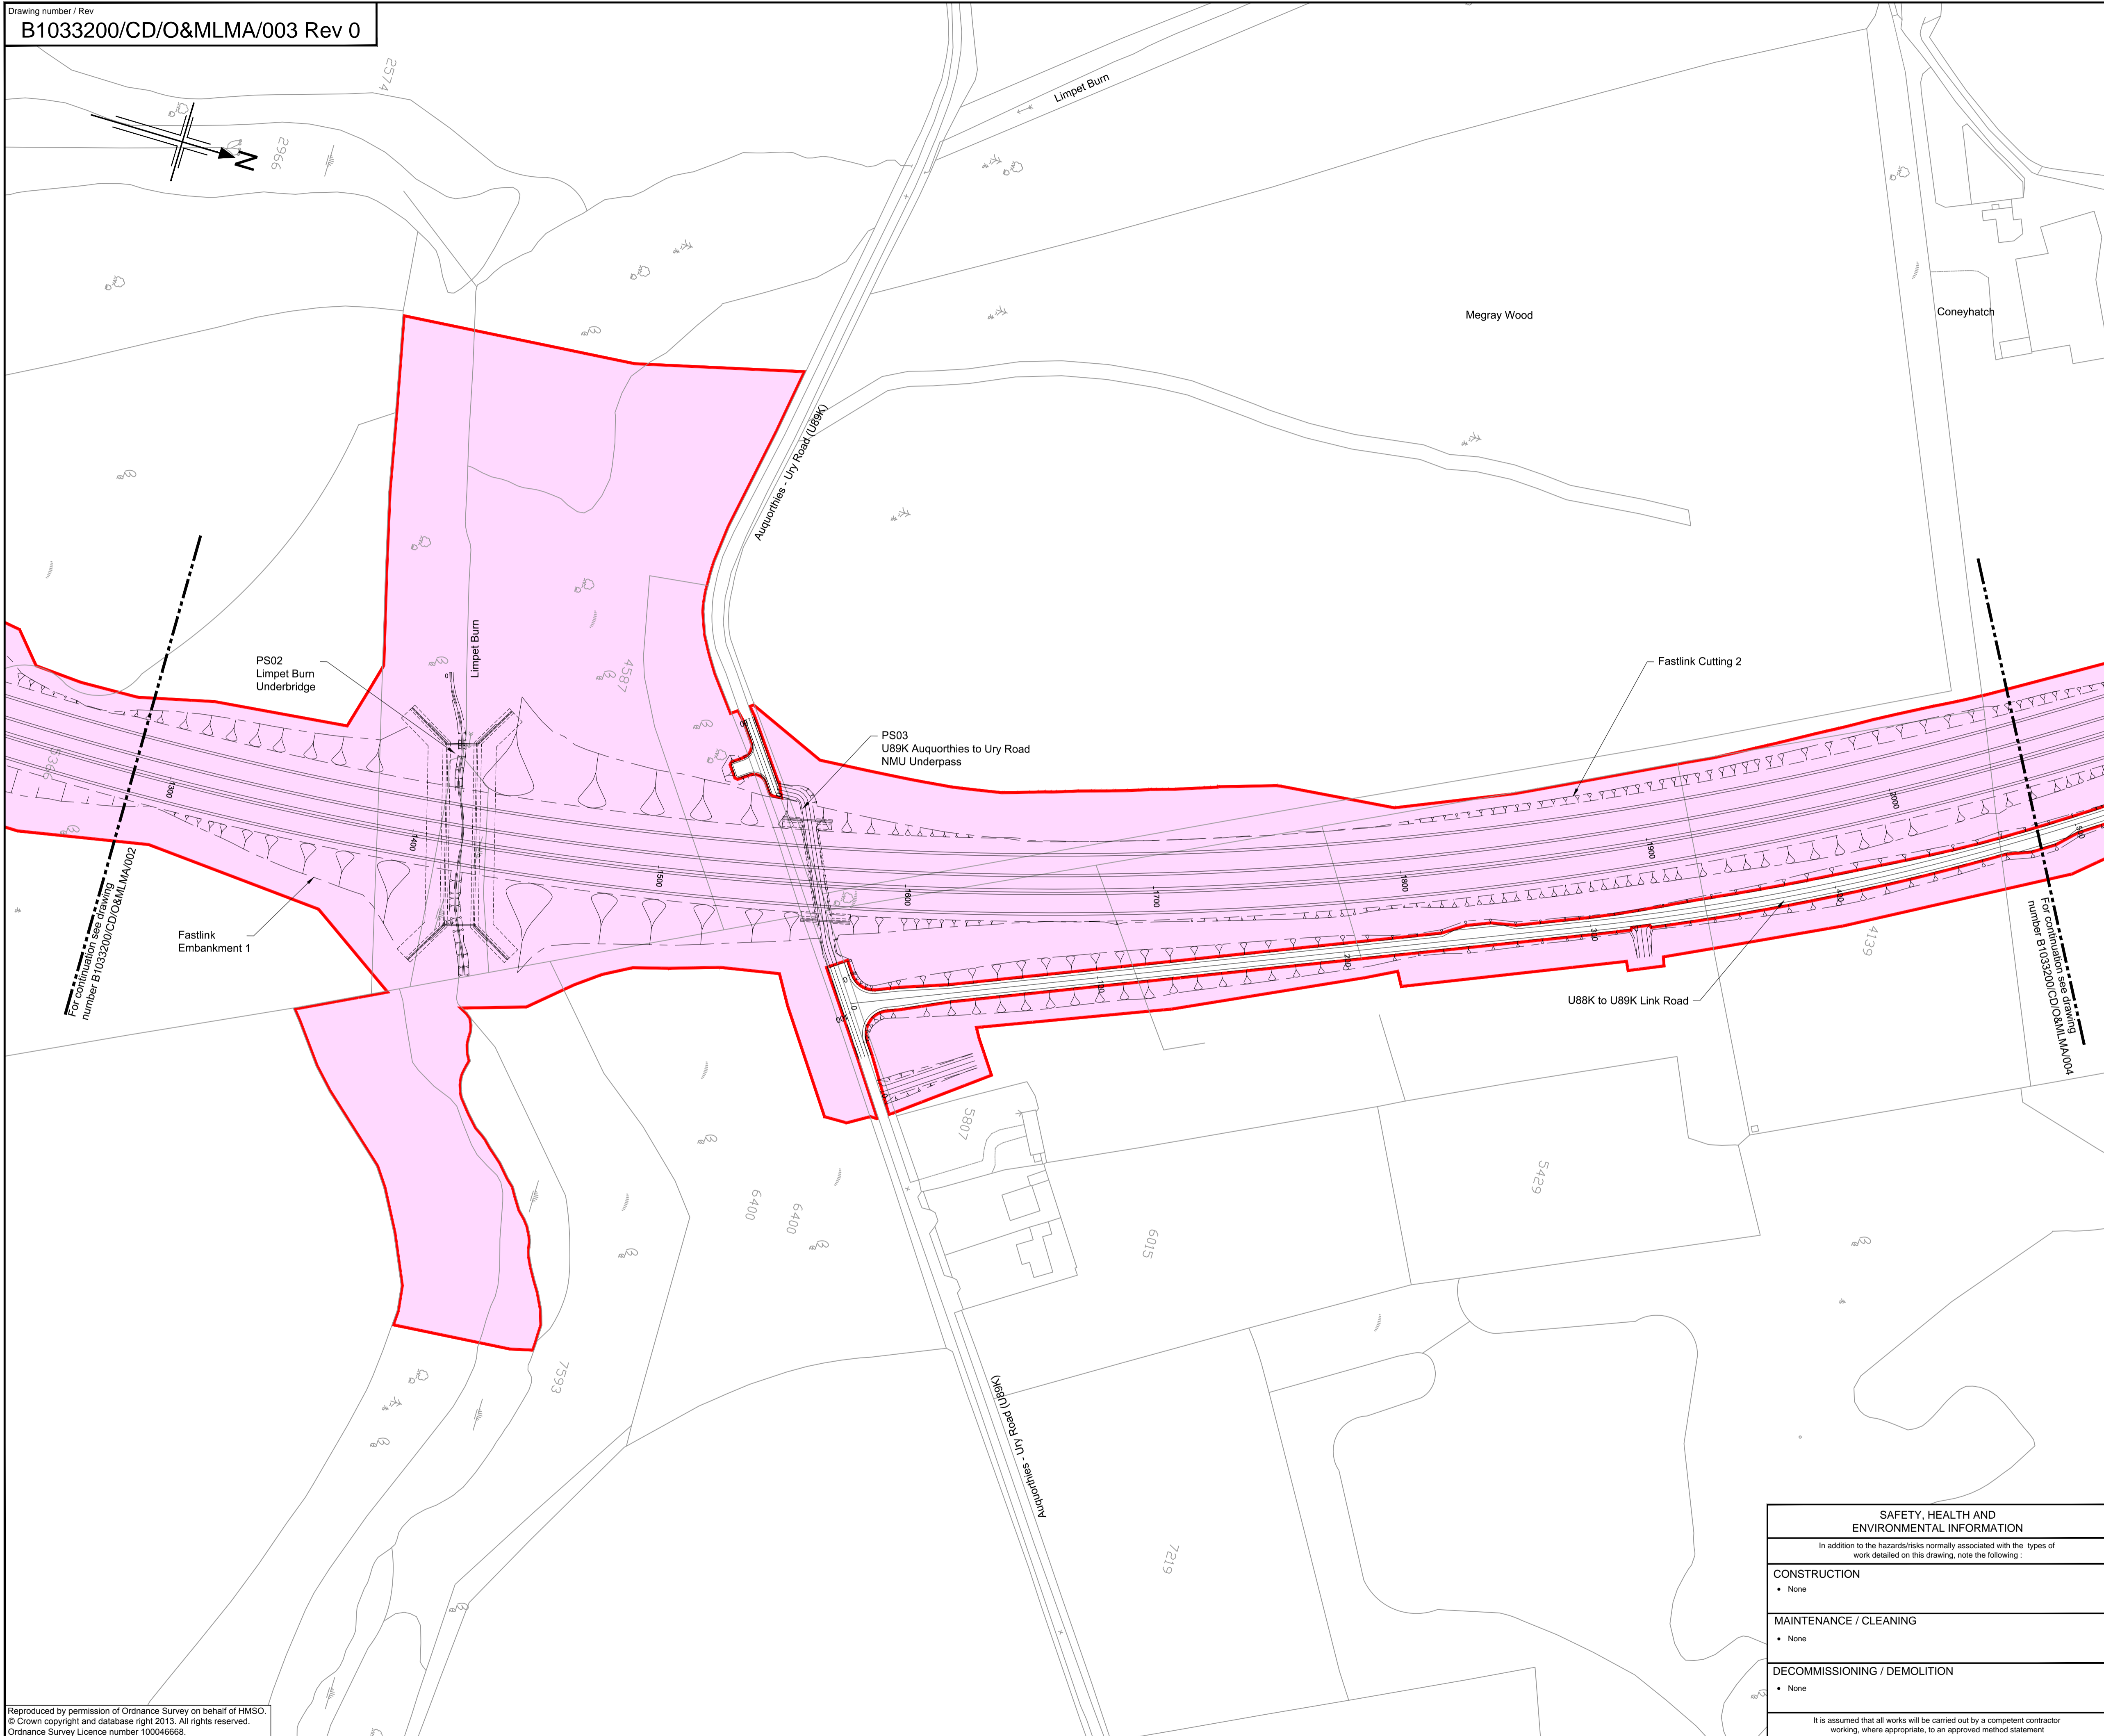 Drawing number / Rev
B1033200/CD/O&MLMA/003 Rev 0
2574
2966
N
Limpet Burn
Megray Wood
Coneyhatch
Auquorthies - Ury Road (U89K)
Limpet Burn
4587
PS02
Limpet Burn
Underbridge
PS03
U89K Auquorthies to Ury Road
NMU Underpass
Fastlink Cutting 2
0
1300
1400
1500
1600
1700
1800
1900
2000
For continuation see drawing
number B1033200/CD/O&MLMA/002
Fastlink
Embankment 1
0
0
100
200
300
400
500
4139
For continuation see drawing
number B1033200/CD/O&MLMA/004
U88K to U89K Link Road
5807
6400
6400
6015
5429
7593
Auquorthies - Ury Road (U89K)
7219
SAFETY, HEALTH AND
ENVIRONMENTAL INFORMATION
In addition to the hazards/risks normally associated with the types of
work detailed on this drawing, note the following :
CONSTRUCTION
• None
MAINTENANCE / CLEANING
• None
DECOMMISSIONING / DEMOLITION
• None
It is assumed that all works will be carried out by a competent contractor
working, where appropriate, to an approved method statement
Reproduced by permission of Ordnance Survey on behalf of HMSO.
© Crown copyright and database right 2013. All rights reserved.
Ordnance Survey Licence number 100046668.